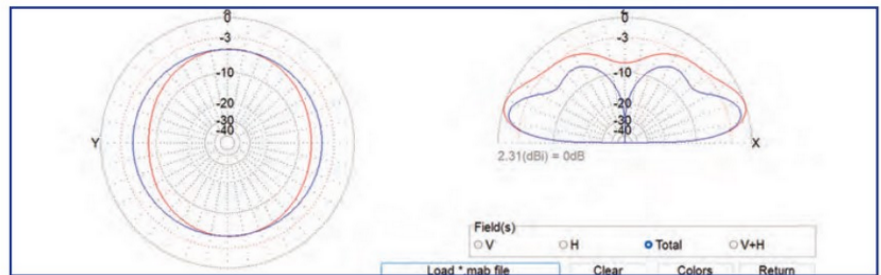 0
-3
-10
-20
-30
-40
Y
0
-3
-10
-20
-30
-40
X
2.31(dBi) = 0dB
Field(s)
V H Total V+H
Load *.mab file Clear Colors Return